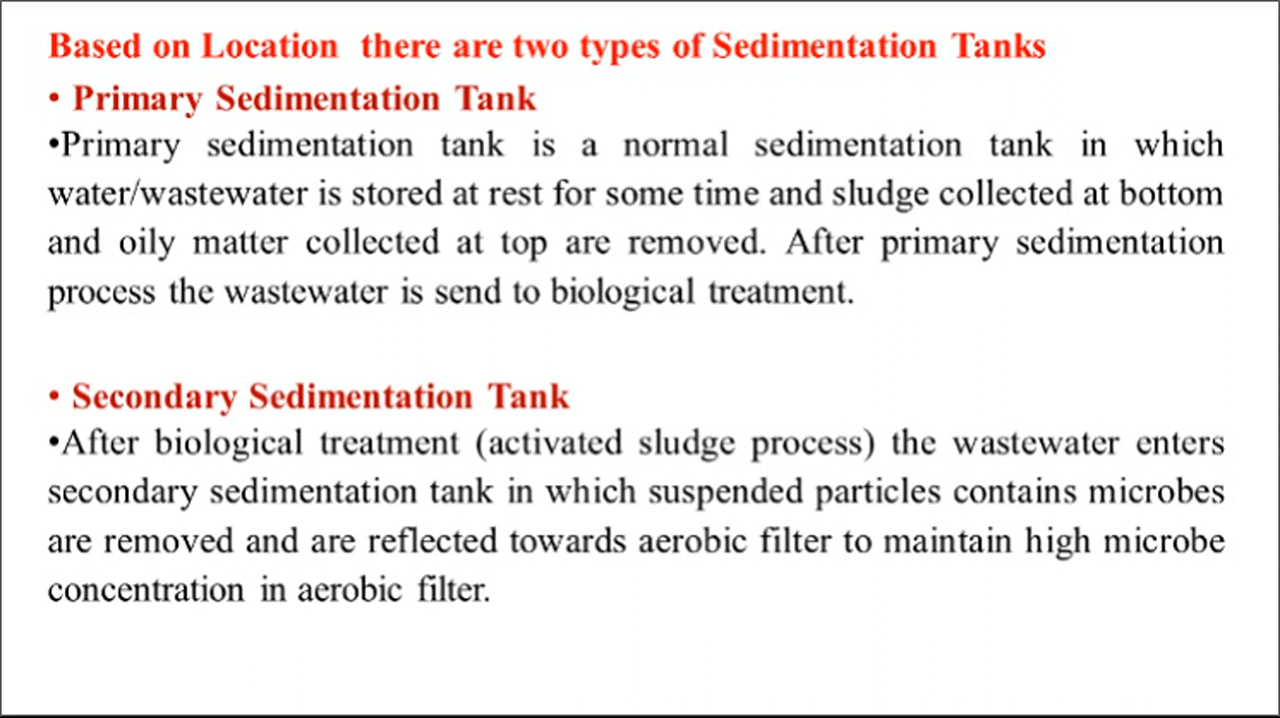 Based on Location there are two types of Sedimentation Tanks
• Primary Sedimentation Tank
•Primary sedimentation tank is a normal sedimentation tank in which
water/wastewater is stored at rest for some time and sludge collected at bottom
and oily matter collected at top are removed. After primary sedimentation
process the wastewater is send to biological treatment.
• Secondary Sedimentation Tank
•After biological treatment (activated sludge process) the wastewater enters
secondary sedimentation tank in which suspended particles contains microbes
are removed and are reflected towards aerobic filter to maintain high microbe
concentration in aerobic filter.